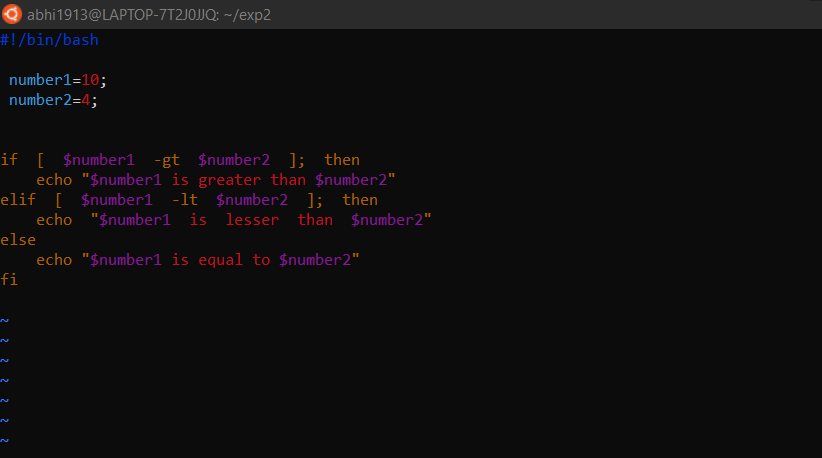 abhi1913@LAPTOP-7T2J0JJQ: ~/exp2
#!/bin/bash
number1=10;
number2=4;
if [ $number1 -gt $number2 ]; then
echo "$number1 is greater than $number2"
elif [ $number1 -lt $number2 ]; then
echo "$number1 is lesser than $number2"
else
echo "$number1 is equal to $number2"
fi
~
~
~
~
~
~
~